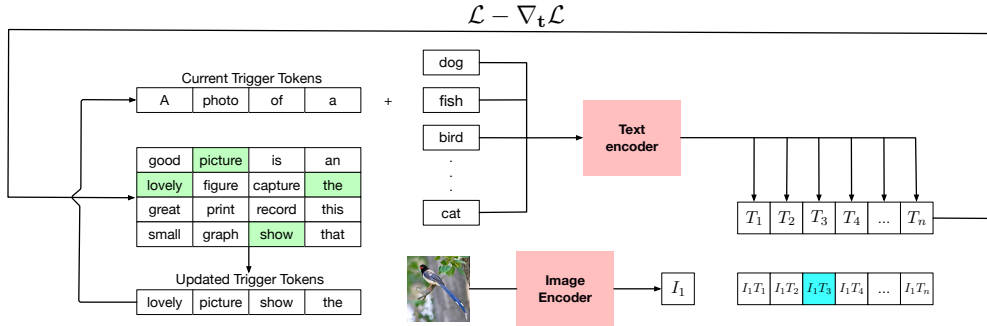 ℒ − ∇ₜℒ
Current Trigger Tokens
A photo of a
+
dog
fish
bird
.
.
.
cat
Text
encoder
good picture is an
lovely figure capture the
great print record this
small graph show that
T₁ T₂ T₃ T₄ ... Tₙ
Updated Trigger Tokens
lovely picture show the
Image
Encoder
I₁
I₁T₁ I₁T₂ I₁T₃ I₁T₄ ... I₁Tₙ